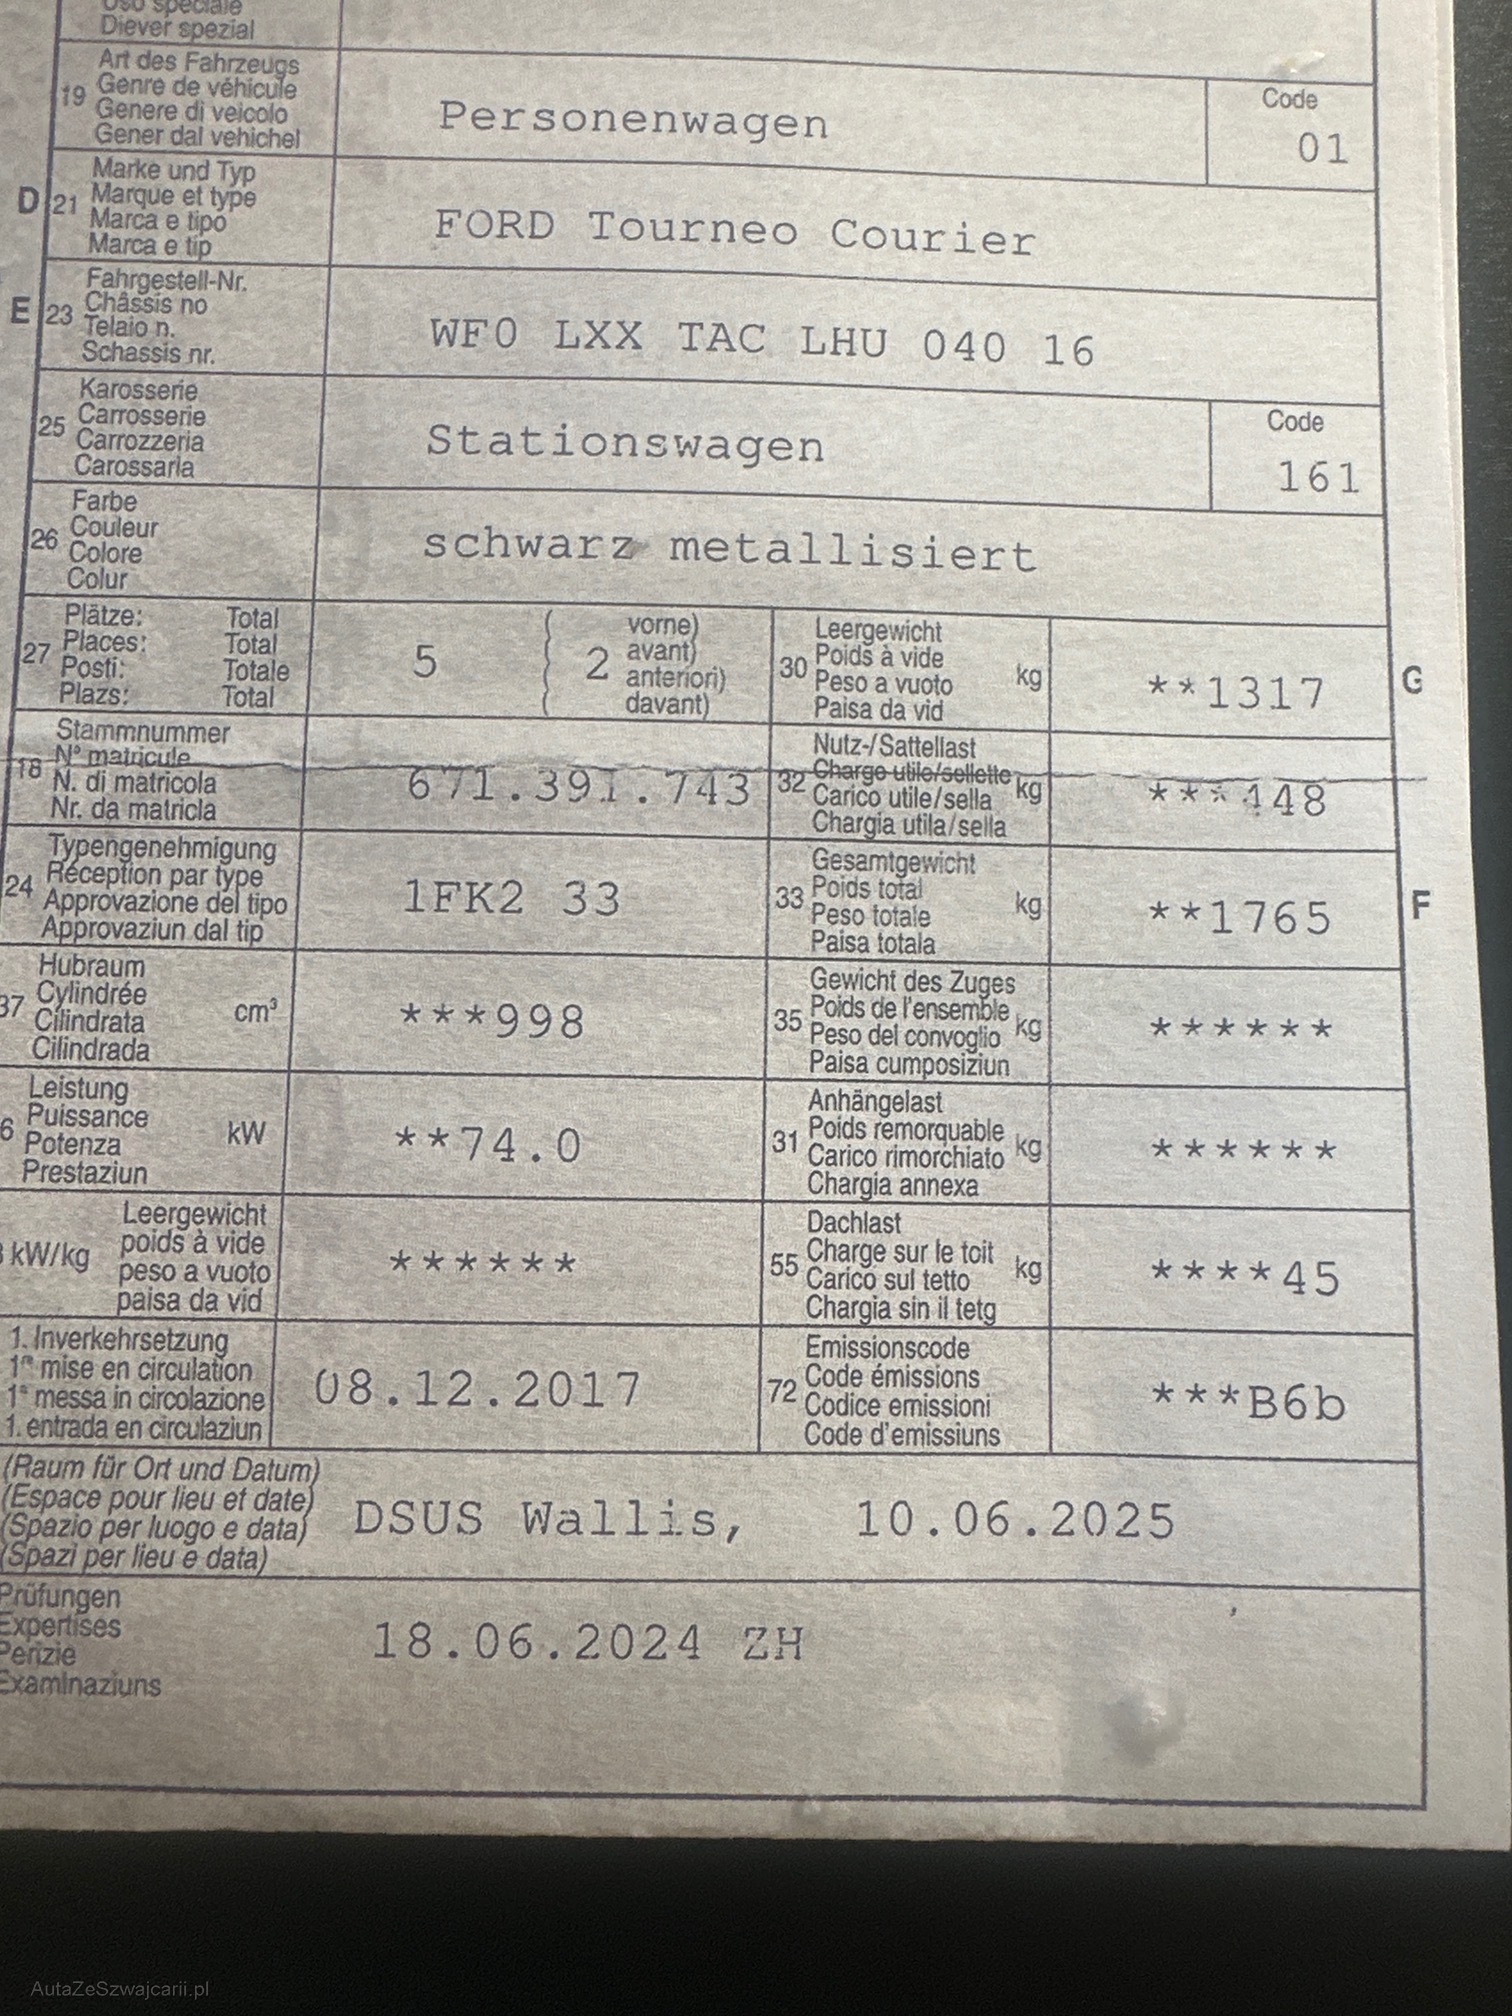 Uso speciale
Diever spezial
19 Art des Fahrzeugs
Genre de véhicule
Genere di veicolo
Gener dal vehichel
Personenwagen
Code
01
D 21 Marke und Typ
Marque et type
Marca e tipo
Marca e tip
FORD Tourneo Courier
E 23 Fahrgestell-Nr.
Châssis no
Telaio n.
Schassis nr.
WF0 LXX TAC LHU 040 16
25 Karosserie
Carrosserie
Carrozzeria
Carossaria
Stationswagen
Code
161
26 Farbe
Couleur
Colore
Colur
schwarz metallisiert
27 Plätze: Total
Places: Total
Posti: Totale
Plazs: Total
5 ( 2 vorne)
avant)
anteriori)
davant)
30 Leergewicht
Poids à vide
Peso a vuoto
Paisa da vid
kg
**1317
G
18 Stammnummer
N° matricule
N. di matricola
Nr. da matricla
671.391.743
32 Nutz-/Sattellast
Charge utile/sellette
Carico utile/sella
Chargia utila/sella
kg
***448
24 Typengenehmigung
Réception par type
Approvazione del tipo
Approvaziun dal tip
1FK2 33
33 Gesamtgewicht
Poids total
Peso totale
Paisa totala
kg
**1765
F
37 Hubraum
Cylindrée
Cilindrata
Cilindrada
cm³
***998
35 Gewicht des Zuges
Poids de l'ensemble
Peso del convoglio
Paisa cumposiziun
kg
******
6 Leistung
Puissance
Potenza
Prestaziun
kW
**74.0
31 Anhängelast
Poids remorquable
Carico rimorchiato
Chargia annexa
kg
******
kW/kg Leergewicht
poids à vide
peso a vuoto
paisa da vid
******
55 Dachlast
Charge sur le toit
Carico sul tetto
Chargia sin il tetg
kg
****45
1. Inverkehrsetzung
1re mise en circulation
1a messa in circolazione
1. entrada en circulaziun
08.12.2017
72 Emissionscode
Code émissions
Codice emissioni
Code d'emissiuns
***B6b
(Raum für Ort und Datum)
(Espace pour lieu et date)
(Spazio per luogo e data)
(Spazi per lieu e data)
DSUS Wallis, 10.06.2025
Prüfungen
Expertises
Perizie
Examinaziuns
18.06.2024 ZH
AutaZeSzwajcarii.pl